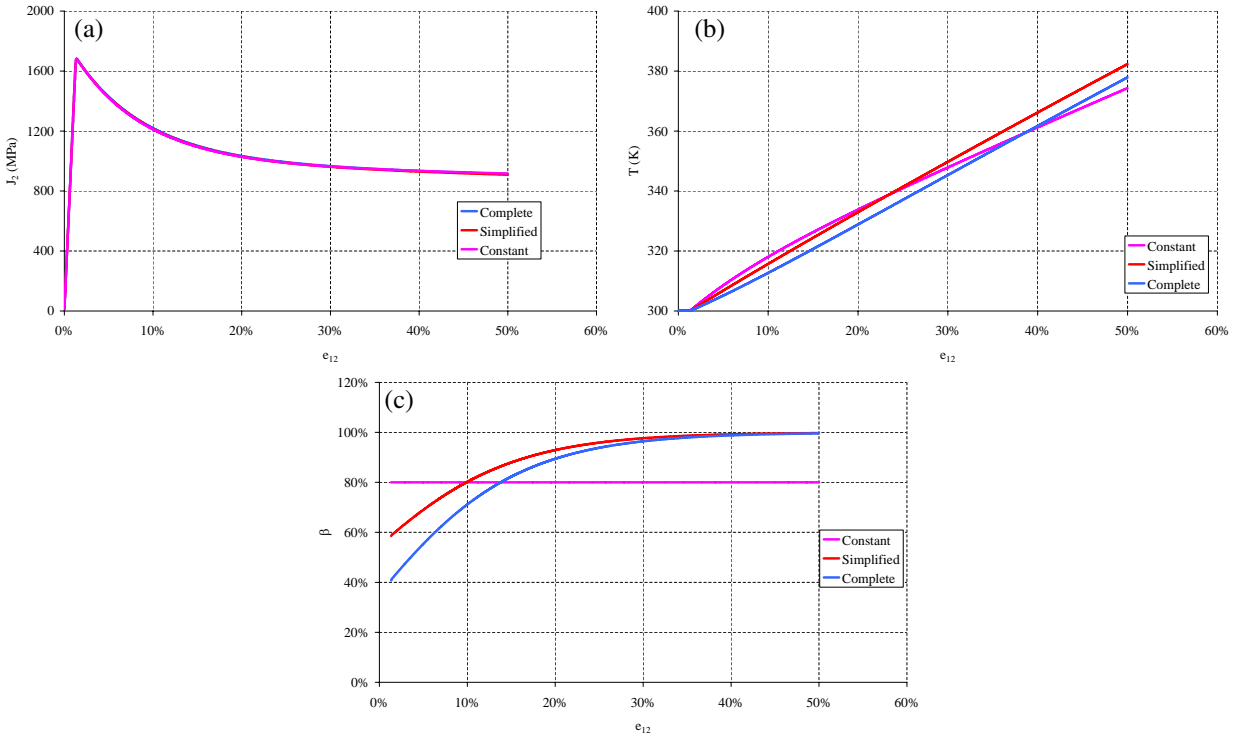 (a)
2000
1600
1200
800
400
0
J2 (MPa)
0% 10% 20% 30% 40% 50% 60%
e12
Complete
Simplified
Constant
(b)
400
380
360
340
320
300
T (K)
0% 10% 20% 30% 40% 50% 60%
e12
Constant
Simplified
Complete
(c)
120%
100%
80%
60%
40%
20%
0%
β
0% 10% 20% 30% 40% 50% 60%
e12
Constant
Simplified
Complete